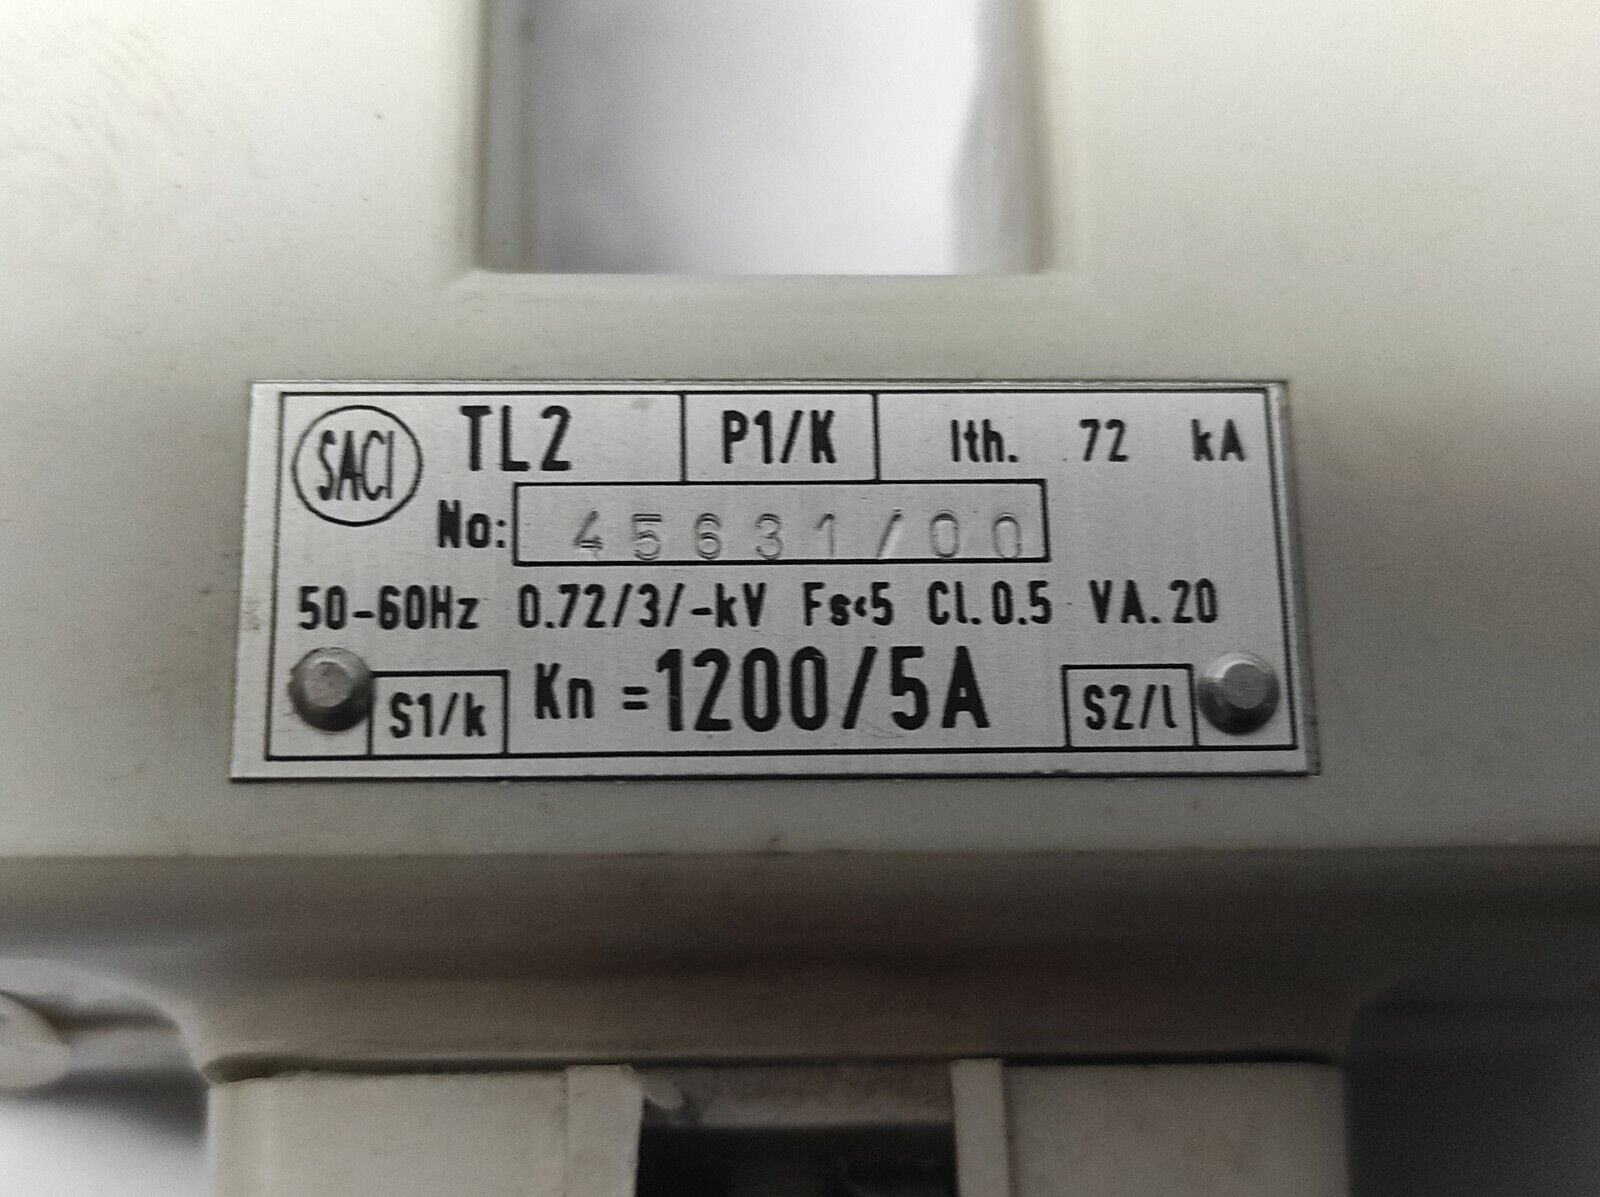 SACI TL2 P1/K Ith. 72 kA
No: 45631/00
50-60Hz 0.72/3/-kV Fs<5 Cl.0.5 VA.20
S1/k Kn =1200/5A S2/l